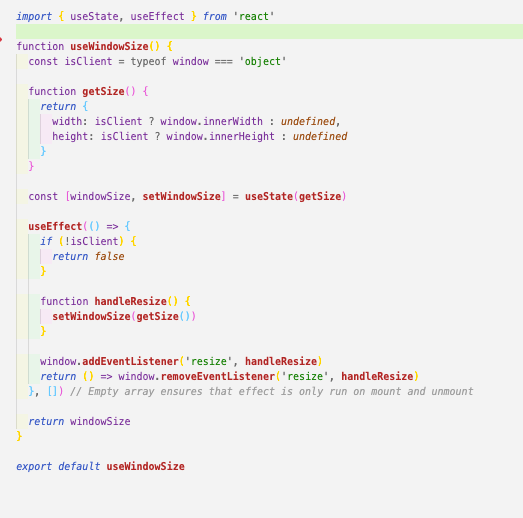 import { useState, useEffect } from 'react'
function useWindowSize() {
const isClient = typeof window === 'object'
function getSize() {
return {
width: isClient ? window.innerWidth : undefined,
height: isClient ? window.innerHeight : undefined
}
}
const [windowSize, setWindowSize] = useState(getSize)
useEffect(() => {
if (!isClient) {
return false
}
function handleResize() {
setWindowSize(getSize())
}
window.addEventListener('resize', handleResize)
return () => window.removeEventListener('resize', handleResize)
}, []) // Empty array ensures that effect is only run on mount and unmount
return windowSize
}
export default useWindowSize